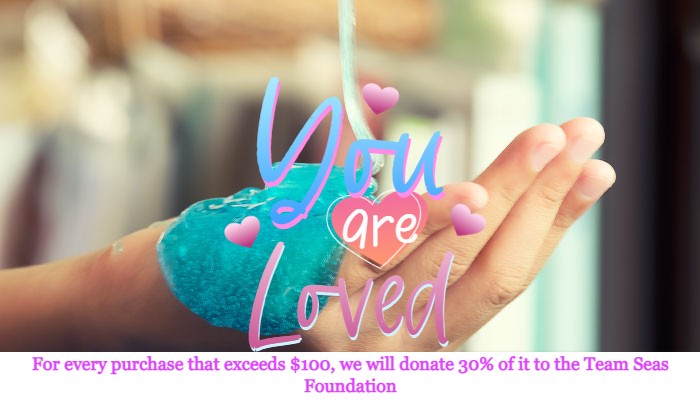 You
are
Loved
For every purchase that exceeds $100, we will donate 30% of it to the Team Seas
Foundation